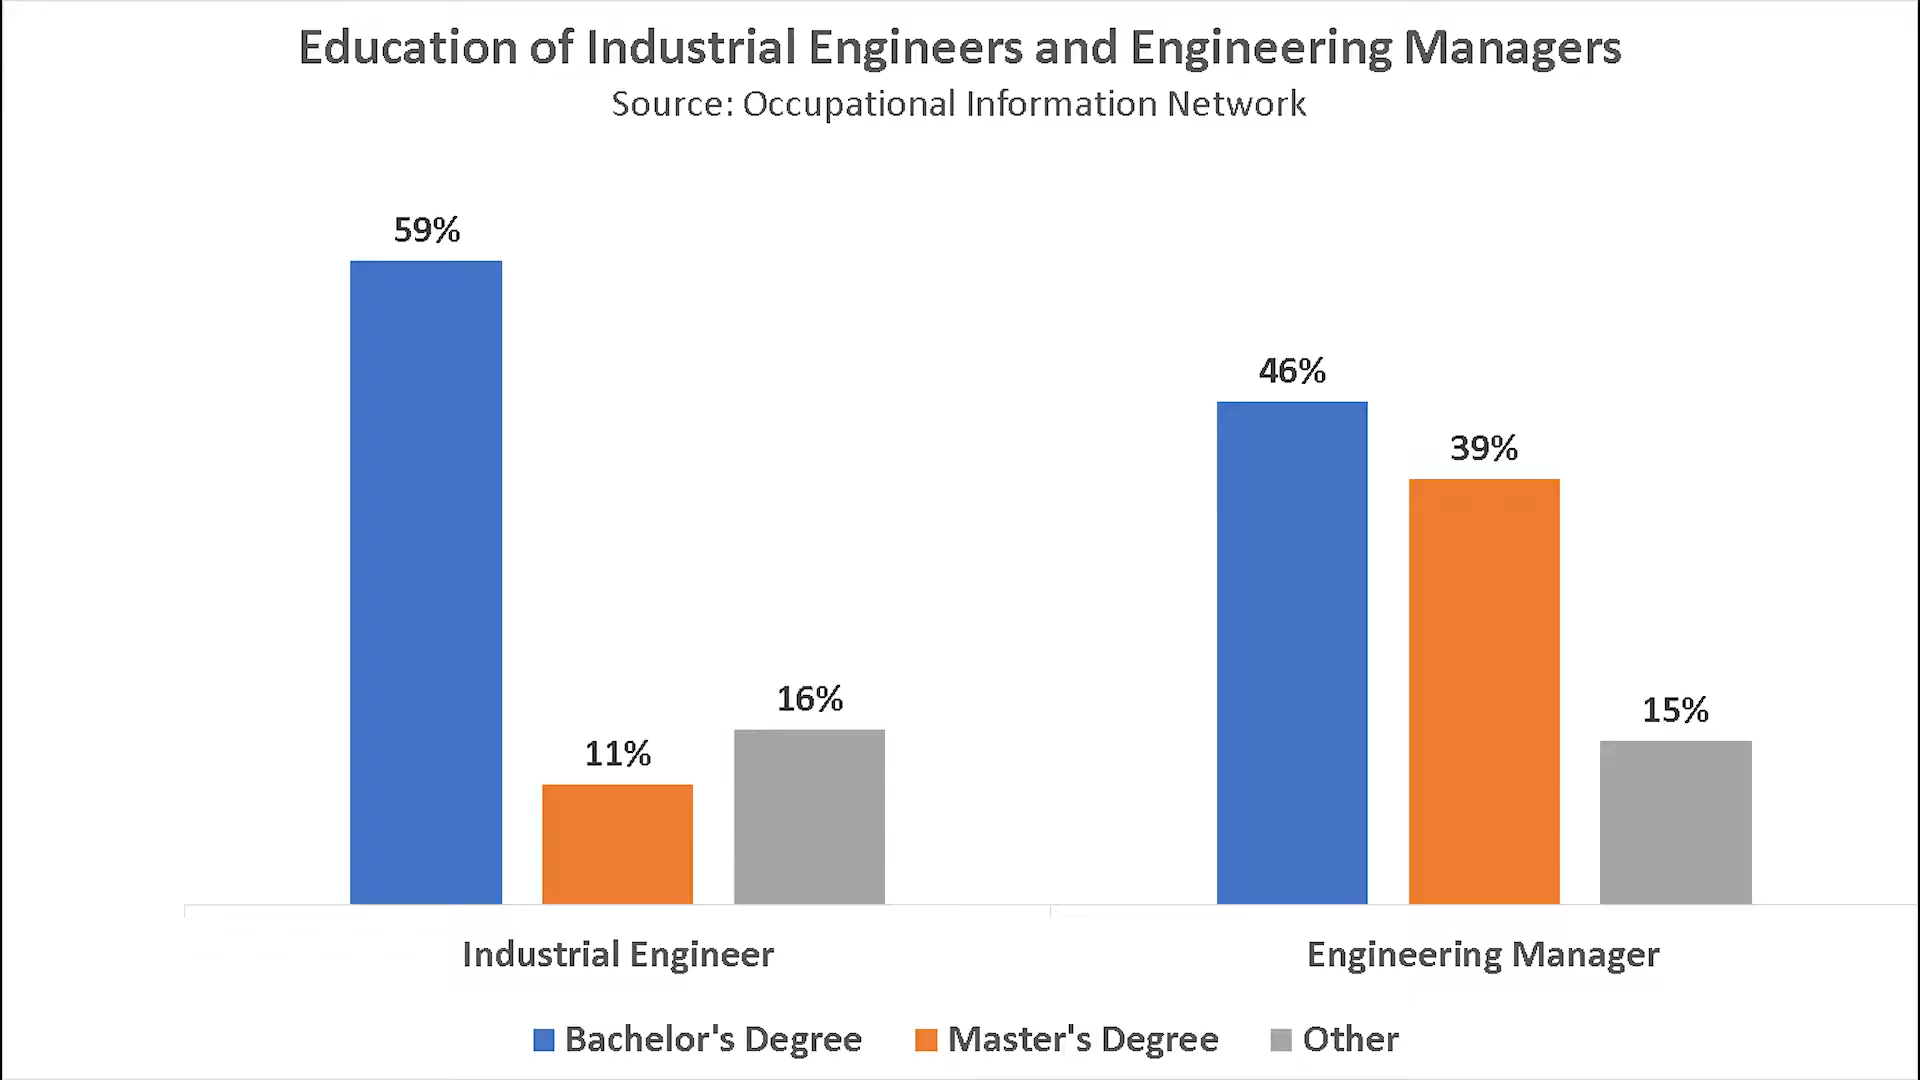 Education of Industrial Engineers and Engineering Managers
Source: Occupational Information Network
59%
11%
16%
46%
39%
15%
Industrial Engineer
Engineering Manager
Bachelor's Degree
Master's Degree
Other